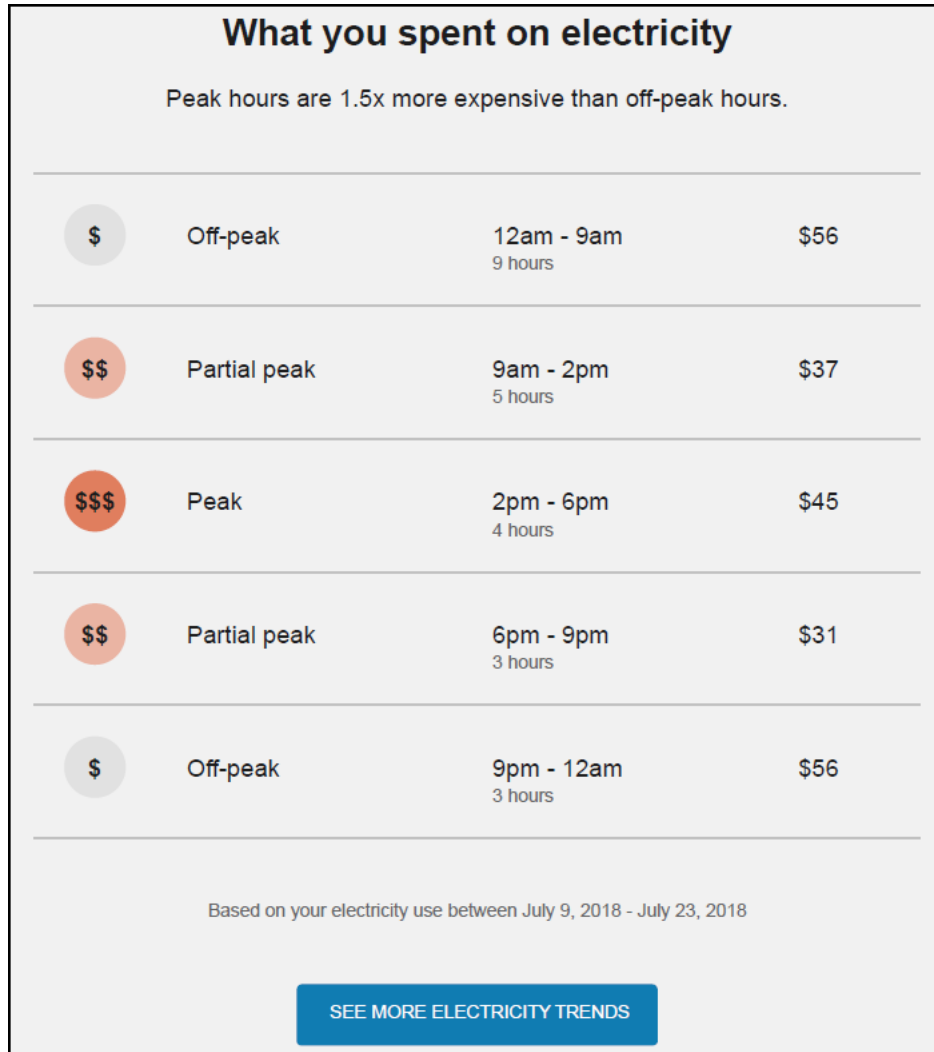 What you spent on electricity
Peak hours are 1.5x more expensive than off-peak hours.
$ Off-peak 12am - 9am $56
9 hours
$$ Partial peak 9am - 2pm $37
5 hours
$$$ Peak 2pm - 6pm $45
4 hours
$$ Partial peak 6pm - 9pm $31
3 hours
$ Off-peak 9pm - 12am $56
3 hours
Based on your electricity use between July 9, 2018 - July 23, 2018
SEE MORE ELECTRICITY TRENDS